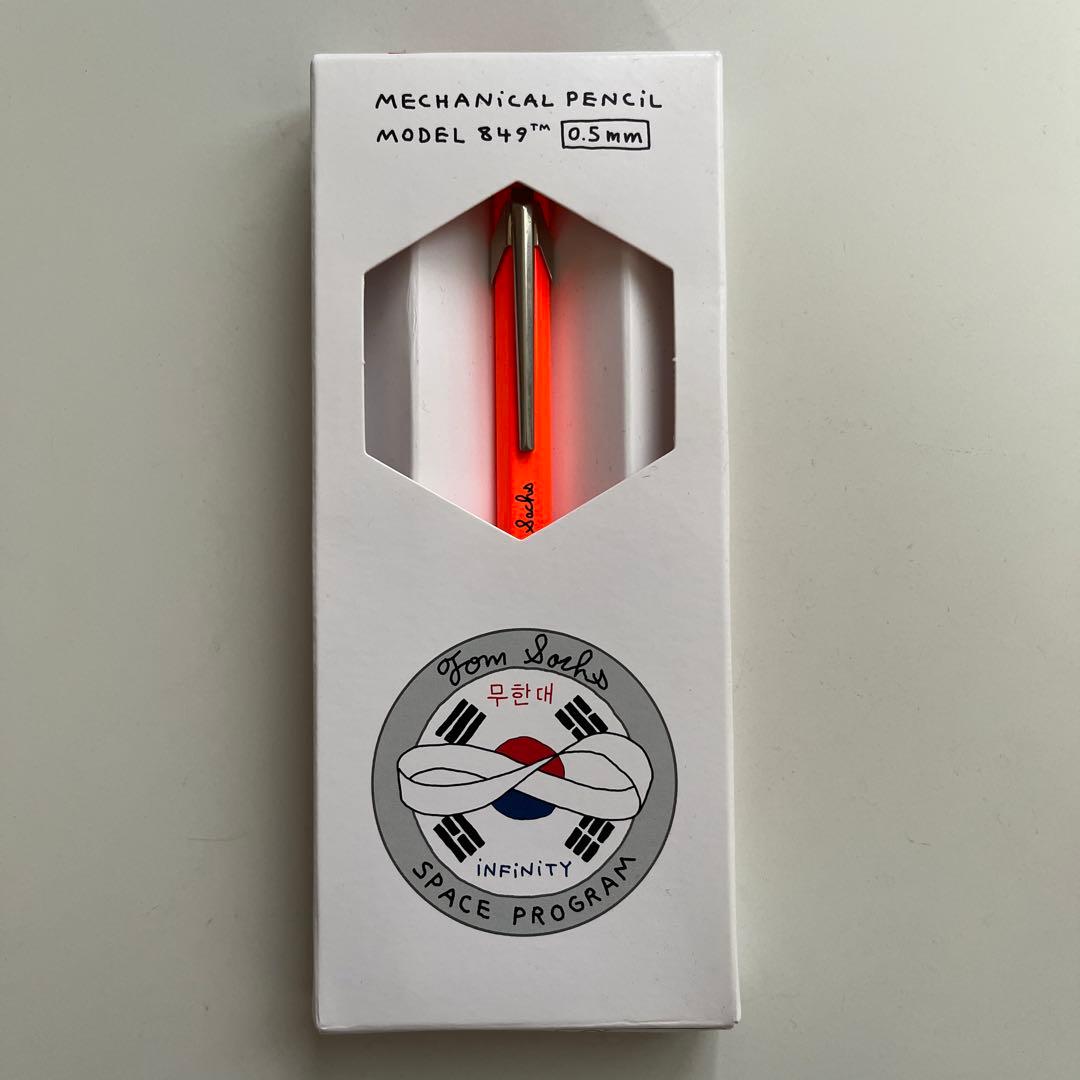 MECHANiCAL PENCiL
MODEL 849™ 0.5mm
Sachs
Tom Sachs
무한대
iNFiNiTY
SPACE PROGRAM